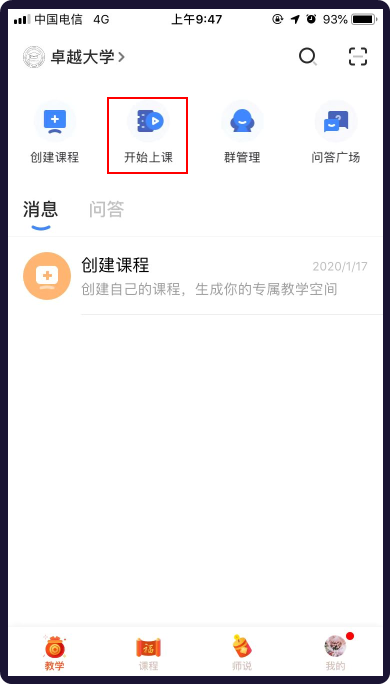 中国电信 4G 上午9:47 93%
卓越大学
创建课程 开始上课 群管理 问答广场
消息 问答
创建课程 2020/1/17
创建自己的课程，生成你的专属教学空间
教学 课程 师说 我的